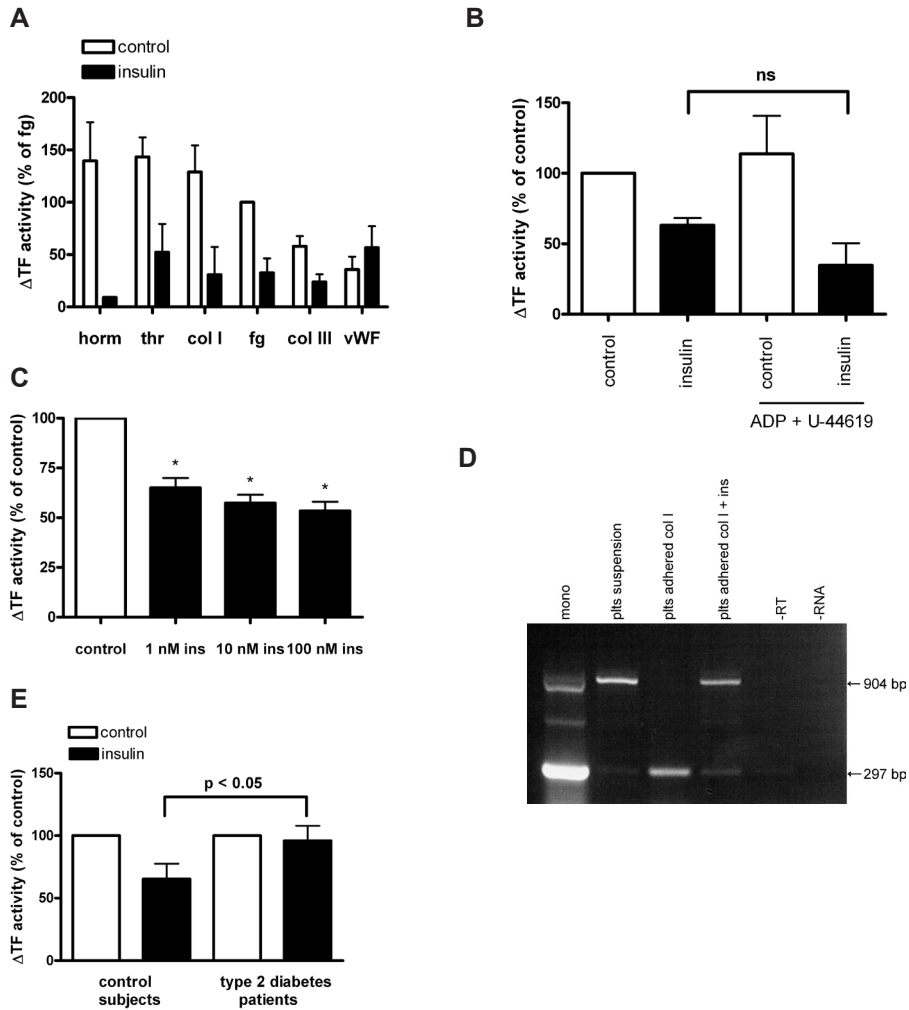 A
control
insulin
ΔTF activity (% of fg)
200
150
100
50
0
horm thr col I fg col III vWF
B
ns
ΔTF activity (% of control)
150
100
50
0
control insulin control insulin
ADP + U-44619
C
ΔTF activity (% of control)
100
75
50
25
0
* * *
control 1 nM ins 10 nM ins 100 nM ins
D
mono
plts suspension
plts adhered col I
plts adhered col I + ins
-RT
-RNA
←904 bp
←297 bp
E
control
insulin
ΔTF activity (% of control)
150
100
50
0
p < 0.05
control type 2 diabetes
subjects patients